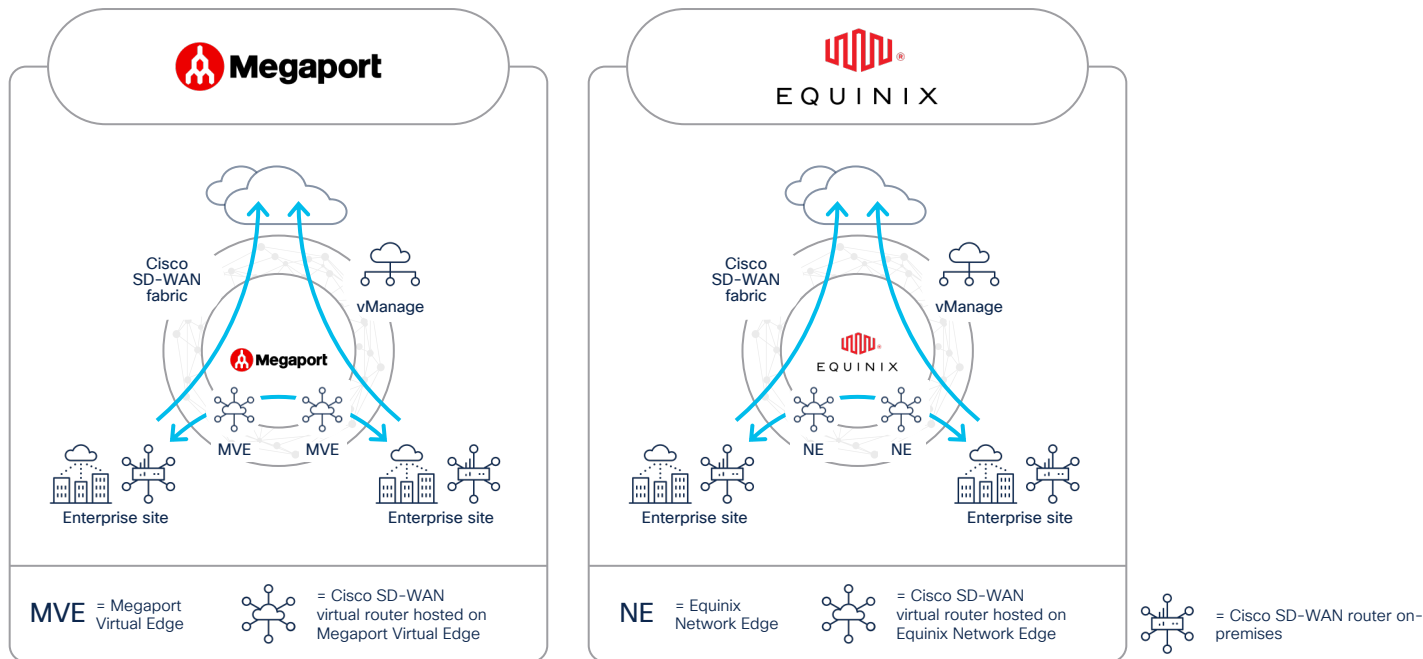 Megaport
Cisco
SD-WAN
fabric
vManage
Megaport
MVE
MVE
Enterprise site
Enterprise site
MVE
= Megaport
Virtual Edge
= Cisco SD-WAN
virtual router hosted on
Megaport Virtual Edge
EQUINIX
®
Cisco
SD-WAN
fabric
vManage
EQUINIX
NE
NE
Enterprise site
Enterprise site
NE
= Equinix
Network Edge
= Cisco SD-WAN
virtual router hosted on
Equinix Network Edge
= Cisco SD-WAN router on-
premises